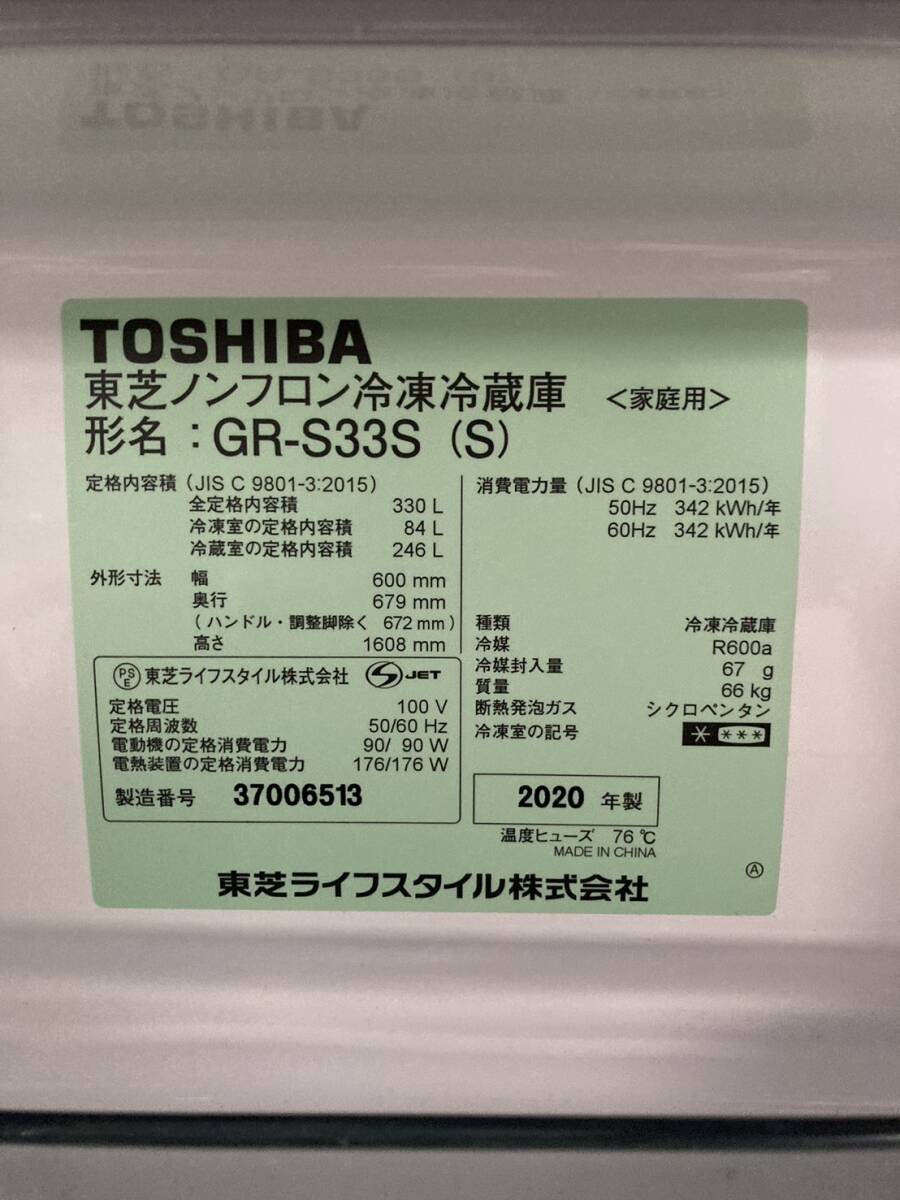 TOSHIBA
東芝ノンフロン冷凍冷蔵庫 <家庭用>
形名：GR-S33S (S)
定格内容積 (JIS C 9801-3:2015)
全定格内容積 330 L
冷凍室の定格内容積 84 L
冷蔵室の定格内容積 246 L
外形寸法 幅 600 mm
奥行 679 mm
(ハンドル・調整脚除く 672 mm)
高さ 1608 mm
消費電力量 (JIS C 9801-3:2015)
50Hz 342 kWh/年
60Hz 342 kWh/年
種類 冷凍冷蔵庫
冷媒 R600a
冷媒封入量 67 g
質量 66 kg
断熱発泡ガス シクロペンタン
冷凍室の記号 * ***
PSE 東芝ライフスタイル株式会社 S JET
定格電圧 100 V
定格周波数 50/60 Hz
電動機の定格消費電力 90/ 90 W
電熱装置の定格消費電力 176/176 W
製造番号 37006513
2020 年製
温度ヒューズ 76 ℃
MADE IN CHINA
Ⓐ
東芝ライフスタイル株式会社